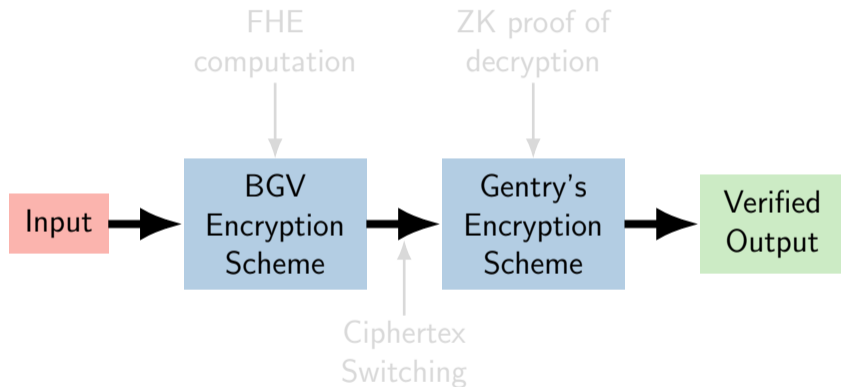 FHE
computation
ZK proof of
decryption
Input
BGV
Encryption
Scheme
Gentry's
Encryption
Scheme
Verified
Output
Ciphertex
Switching